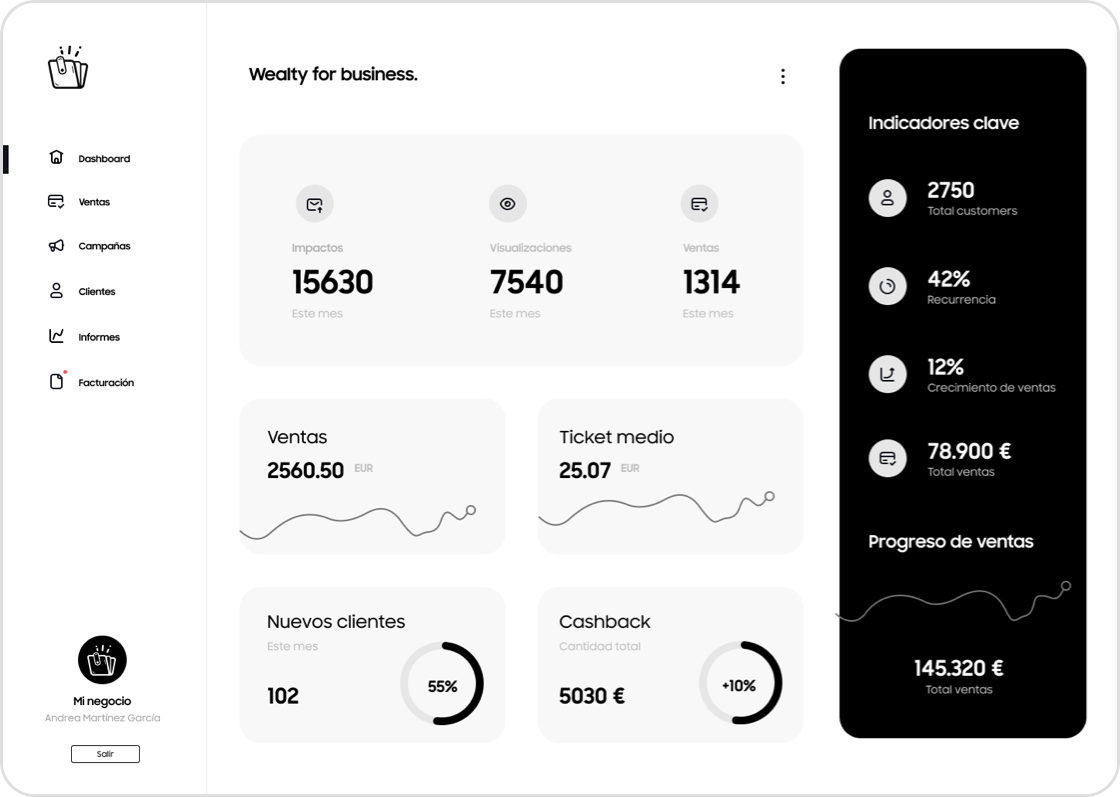 Dashboard
Ventas
Campañas
Clientes
Informes
Facturación
Mi negocio
Andrea Martinez García
Salir
Wealty for business.
Impactos
15630
Este mes
Visualizaciones
7540
Este mes
Ventas
1314
Este mes
Ventas
2560.50 EUR
Ticket medio
25.07 EUR
Nuevos clientes
Este mes
102
55%
Cashback
Cantidad total
5030 €
+10%
Indicadores clave
2750
Total customers
42%
Recurrencia
12%
Crecimiento de ventas
78.900 €
Total ventas
Progreso de ventas
145.320 €
Total ventas